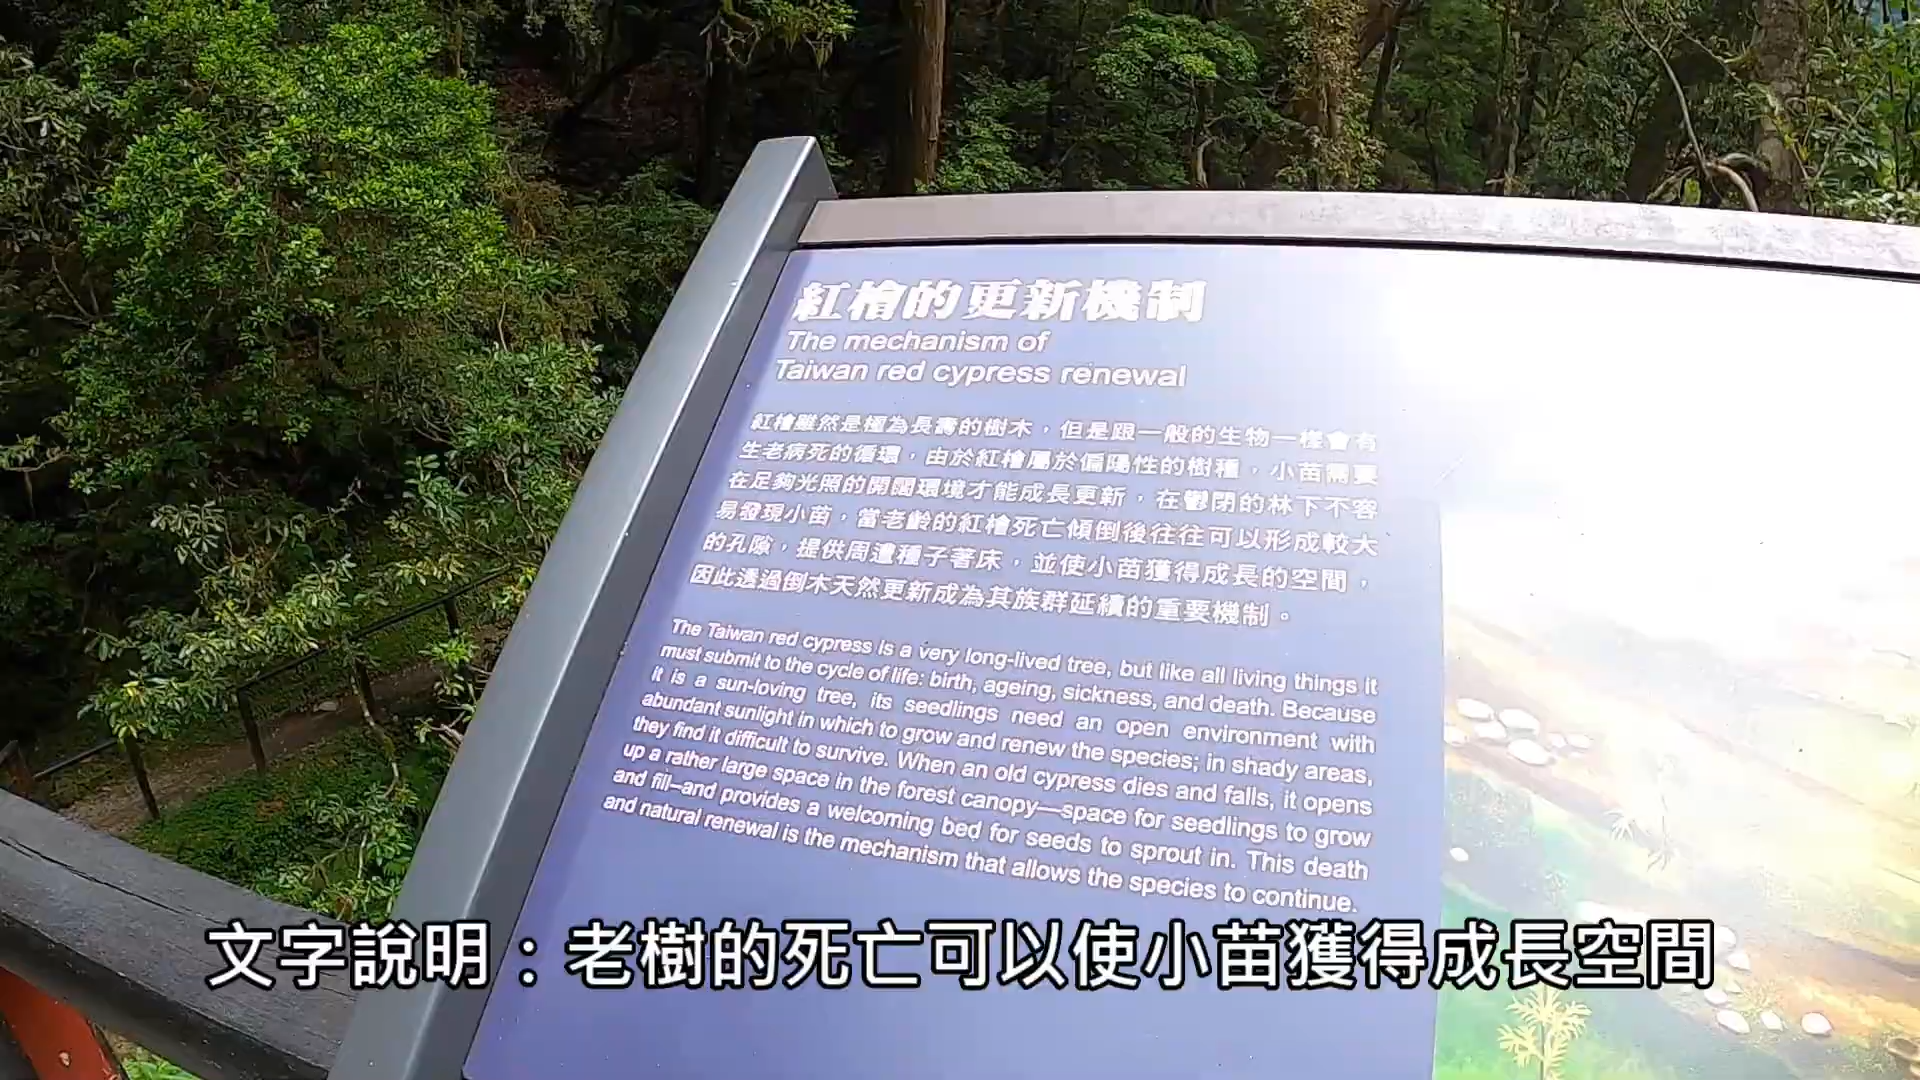 紅檜的更新機制
The mechanism of
Taiwan red cypress renewal
紅檜雖然是極為長壽的樹木，但是跟一般的生物一樣會有
生老病死的循環，由於紅檜屬於偏陽性的樹種，小苗需要
在足夠光照的開闊環境才能成長更新，在鬱閉的林下不容
易發現小苗，當老齡的紅檜死亡傾倒後往往可以形成較大
的孔隙，提供周遭種子著床，並使小苗獲得成長的空間，
因此透過倒木天然更新成為其族群延續的重要機制。
The Taiwan red cypress is a very long-lived tree, but like all living things it
must submit to the cycle of life: birth, ageing, sickness, and death. Because
it is a sun-loving tree, its seedlings need an open environment with
abundant sunlight in which to grow and renew the species; in shady areas,
they find it difficult to survive. When an old cypress dies and falls, it opens
up a rather large space in the forest canopy—space for seedlings to grow
and fill–and provides a welcoming bed for seeds to sprout in. This death
and natural renewal is the mechanism that allows the species to continue.
文字說明：老樹的死亡可以使小苗獲得成長空間